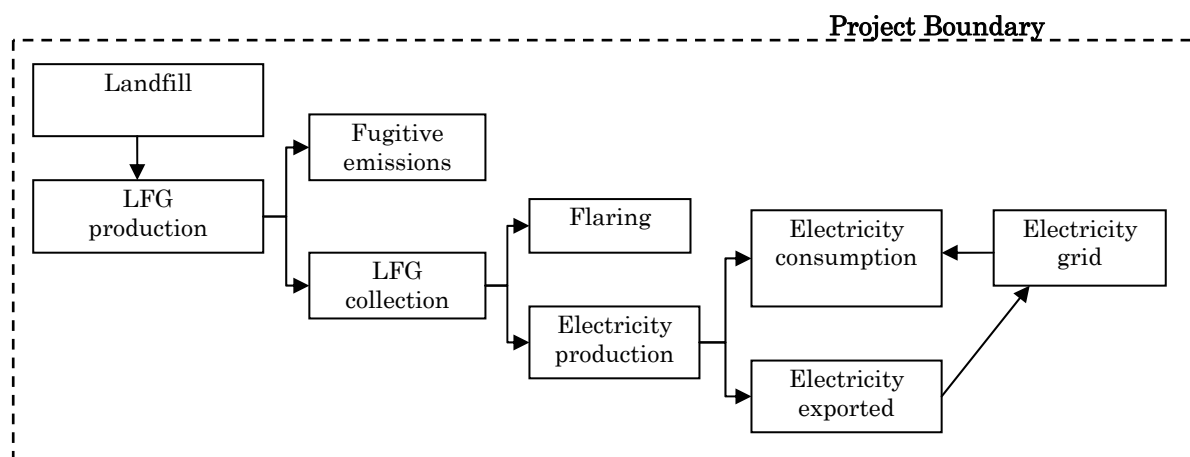 Project Boundary
Landfill
LFG
production
Fugitive
emissions
LFG
collection
Flaring
Electricity
production
Electricity
consumption
Electricity
exported
Electricity
grid